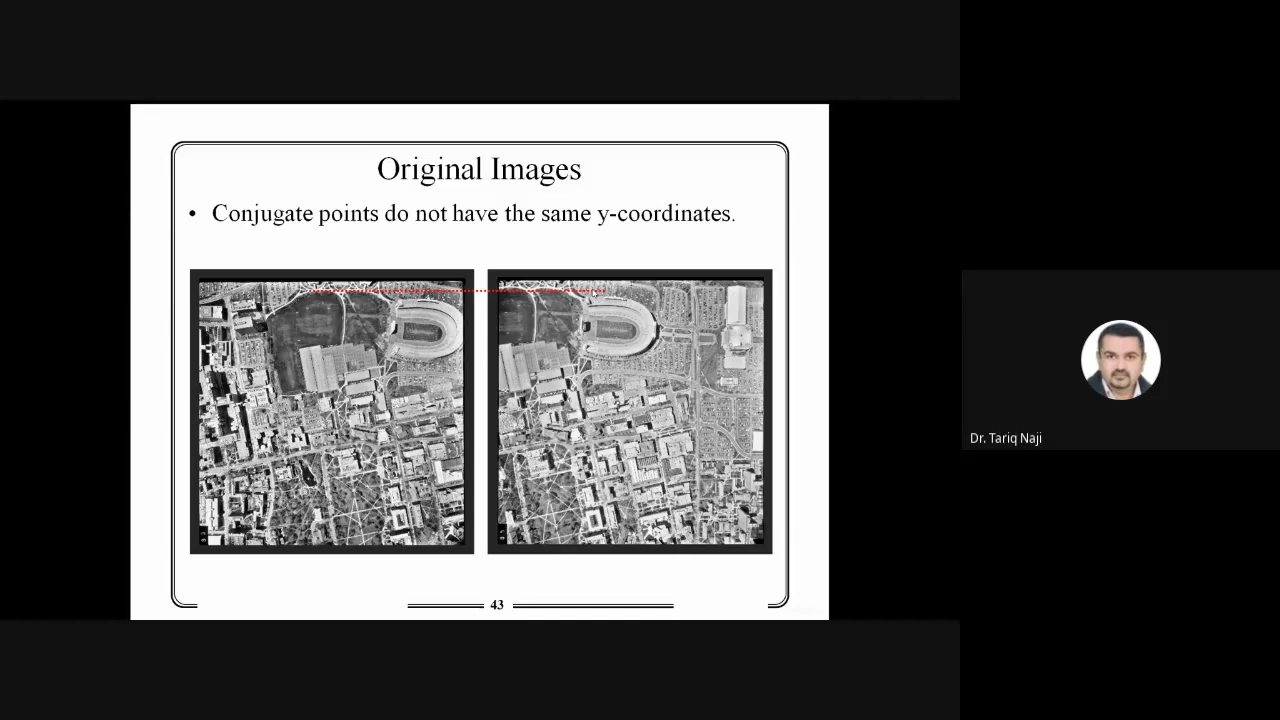 Original Images
• Conjugate points do not have the same y-coordinates.
43
Dr. Tariq Naji